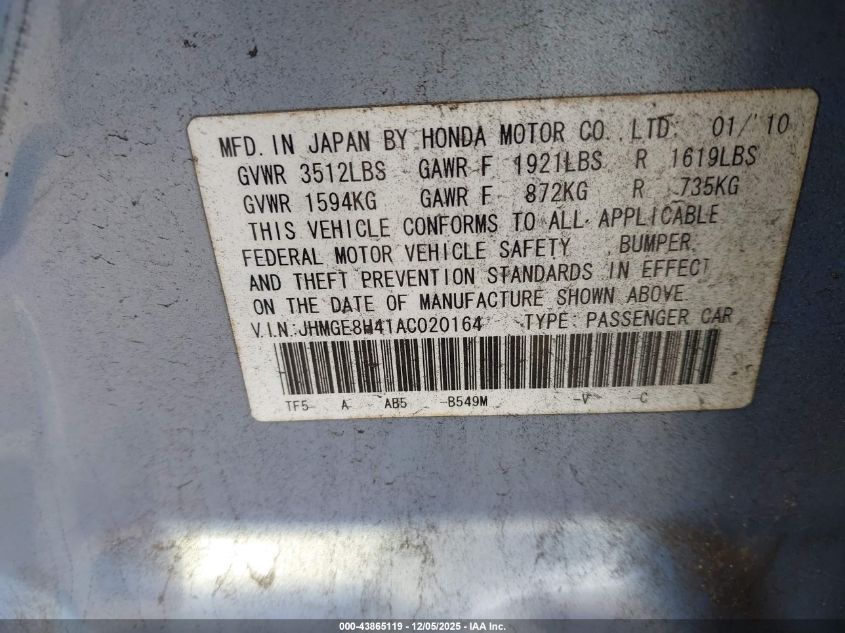 MFD. IN JAPAN BY HONDA MOTOR CO., LTD. 01/'10
GVWR 3512LBS GAWR F 1921LBS R 1619LBS
GVWR 1594KG GAWR F 872KG R 735KG
THIS VEHICLE CONFORMS TO ALL APPLICABLE
FEDERAL MOTOR VEHICLE SAFETY, BUMPER,
AND THEFT PREVENTION STANDARDS IN EFFECT
ON THE DATE OF MANUFACTURE SHOWN ABOVE.
V.I.N.: JHMGE8H41AC020164 TYPE: PASSENGER CAR
TF5 A AB5 B549M -V C
000-43865119 - 12/05/2025 - IAA Inc.